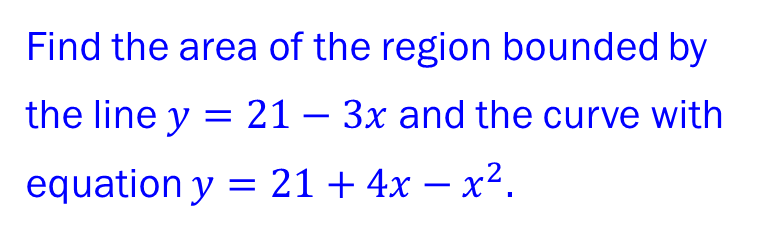 Find the area of the region bounded by
the line y = 21 − 3x and the curve with
equation y = 21 + 4x − x².